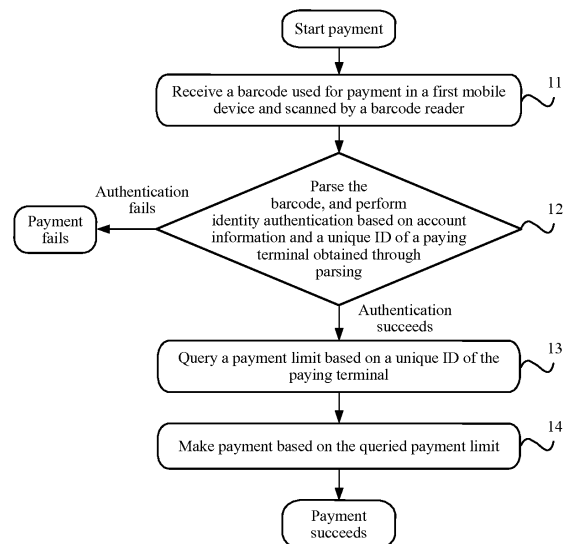 Start payment
11
Receive a barcode used for payment in a first mobile
device and scanned by a barcode reader
Authentication
fails
Parse the
barcode, and perform
identity authentication based on account
information and a unique ID of a paying
terminal obtained through
parsing
12
Payment
fails
Authentication
succeeds
13
Query a payment limit based on a unique ID of the
paying terminal
14
Make payment based on the queried payment limit
Payment
succeeds